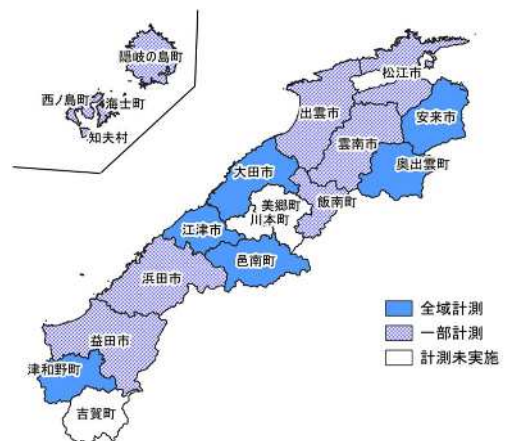 隠岐の島町
西ノ島町
海士町
知夫村
松江市
出雲市
安来市
雲南市
奥出雲町
大田市
飯南町
美郷町
川本町
江津市
邑南町
浜田市
益田市
津和野町
吉賀町
全域計測
一部計測
計測未実施